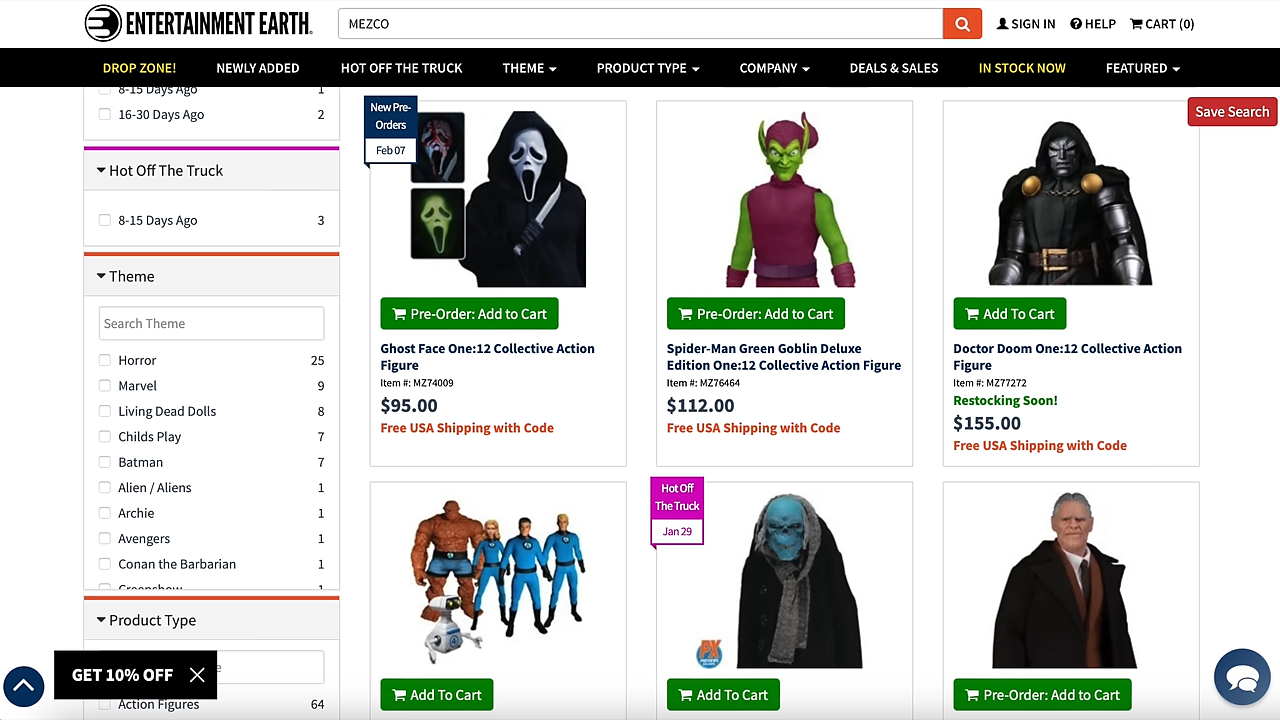 ENTERTAINMENT EARTH
MEZCO
SIGN IN
HELP
CART (0)
DROP ZONE!
NEWLY ADDED
HOT OFF THE TRUCK
THEME
PRODUCT TYPE
COMPANY
DEALS & SALES
IN STOCK NOW
FEATURED
8-15 Days Ago 1
16-30 Days Ago 2
Hot Off The Truck
8-15 Days Ago 3
Theme
Search Theme
Horror 25
Marvel 9
Living Dead Dolls 8
Childs Play 7
Batman 7
Alien / Aliens 1
Archie 1
Avengers 1
Conan the Barbarian 1
Creepshow 1
Product Type
GET 10% OFF
Action Figures 64
Save Search
New Pre-
Orders
Feb 07
Pre-Order: Add to Cart
Ghost Face One:12 Collective Action
Figure
Item #: MZ74009
$95.00
Free USA Shipping with Code
Pre-Order: Add to Cart
Spider-Man Green Goblin Deluxe
Edition One:12 Collective Action Figure
Item #: MZ76464
$112.00
Free USA Shipping with Code
Add To Cart
Doctor Doom One:12 Collective Action
Figure
Item #: MZ77272
Restocking Soon!
$155.00
Free USA Shipping with Code
Add To Cart
Hot Off
The Truck
Jan 29
PX
Add To Cart
Pre-Order: Add to Cart